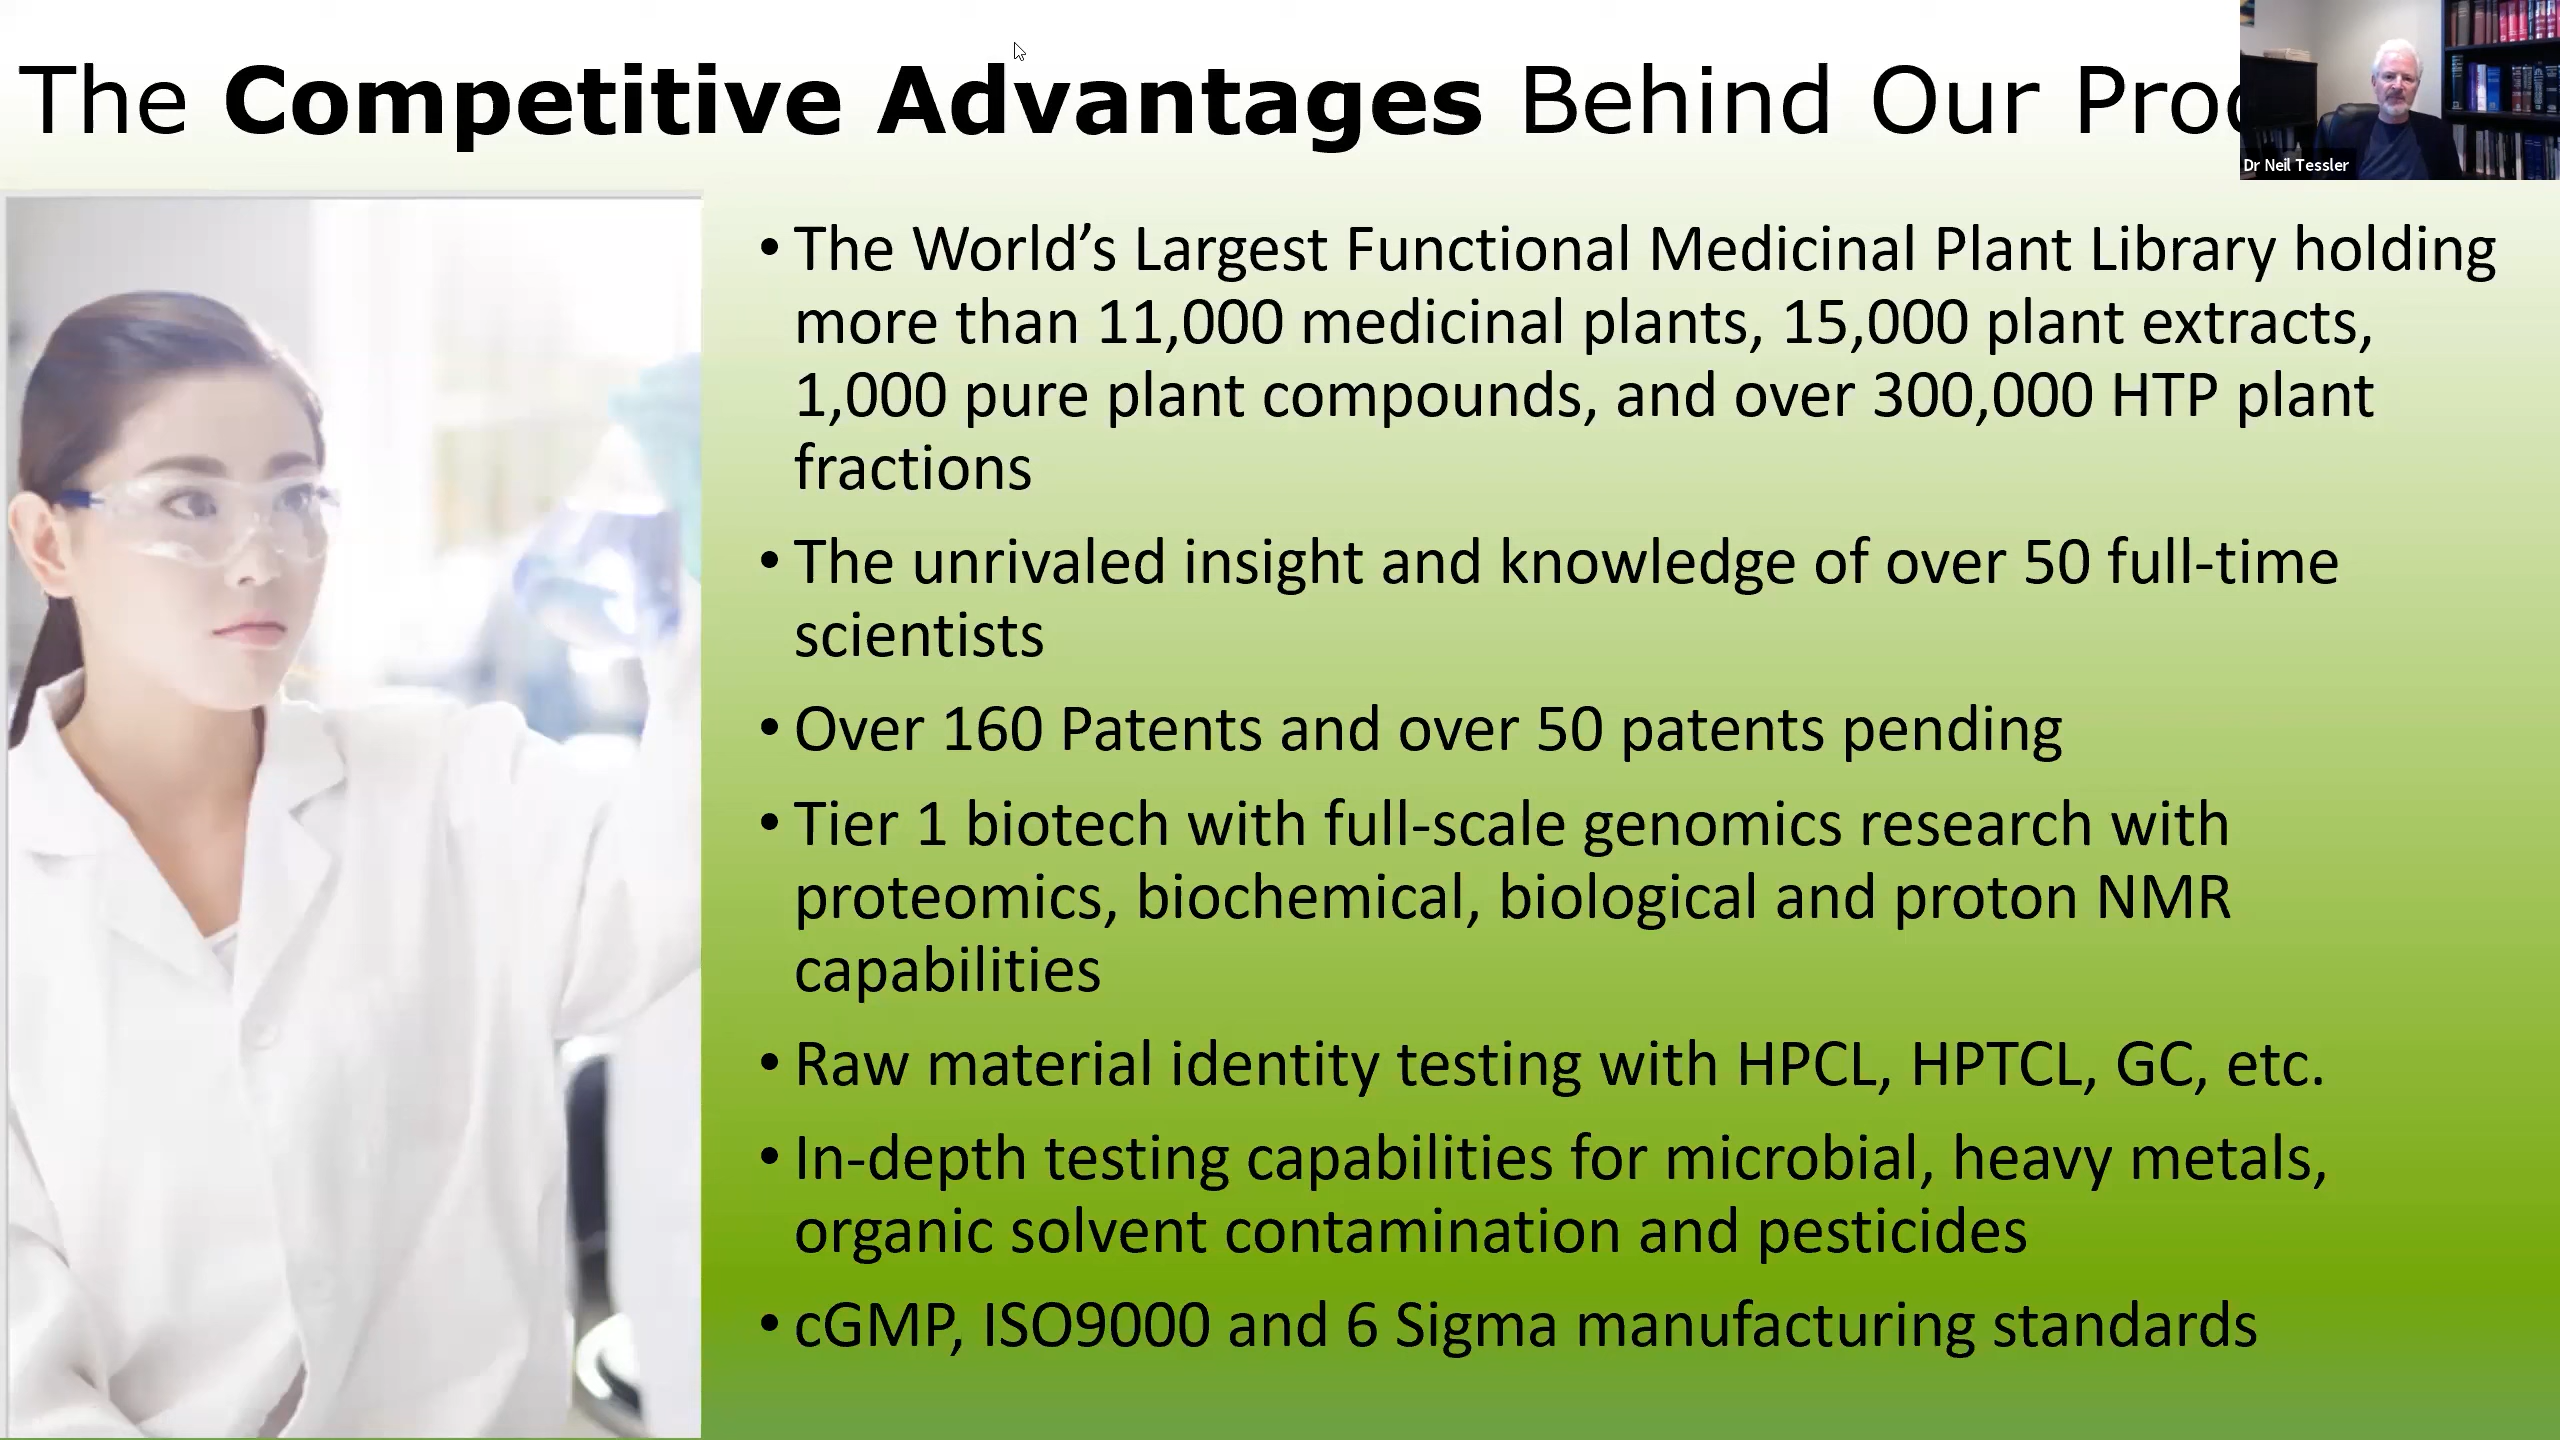 The Competitive Advantages Behind Our
Dr Neil Tessler
• The World’s Largest Functional Medicinal Plant Library holding
more than 11,000 medicinal plants, 15,000 plant extracts,
1,000 pure plant compounds, and over 300,000 HTP plant
fractions
• The unrivaled insight and knowledge of over 50 full-time
scientists
• Over 160 Patents and over 50 patents pending
• Tier 1 biotech with full-scale genomics research with
proteomics, biochemical, biological and proton NMR
capabilities
• Raw material identity testing with HPCL, HPTCL, GC, etc.
• In-depth testing capabilities for microbial, heavy metals,
organic solvent contamination and pesticides
• cGMP, ISO9000 and 6 Sigma manufacturing standards